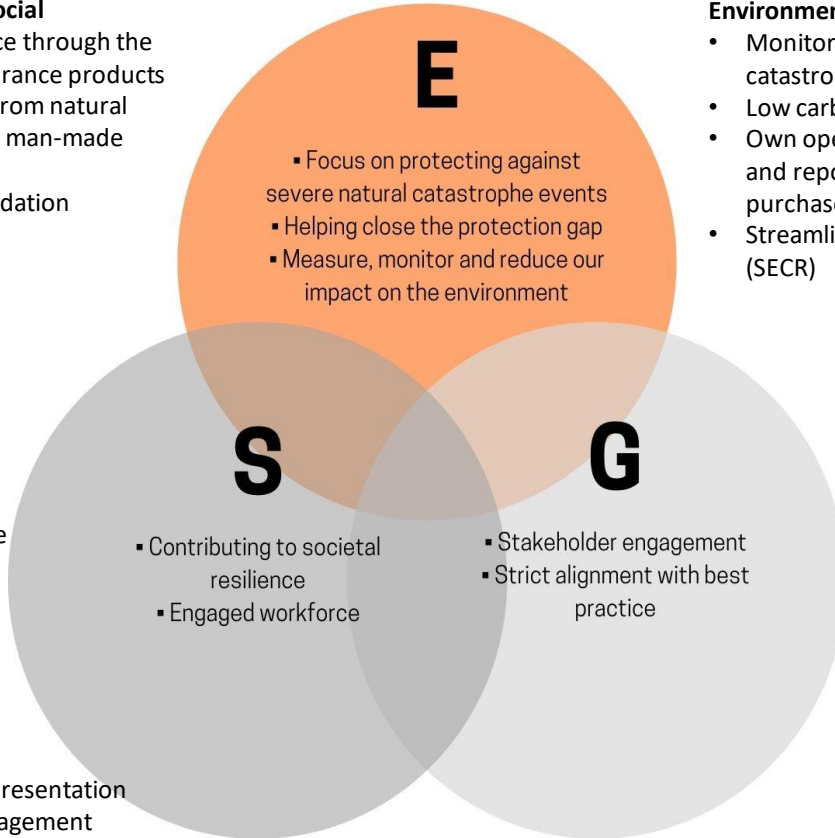 ocial
ce through the
urance products
rom natural
man-made
dation
e
resentation
agement
E
▪ Focus on protecting against
severe natural catastrophe events
▪ Helping close the protection gap
▪ Measure, monitor and reduce our
impact on the environment
S
▪ Contributing to societal
resilience
▪ Engaged workforce
G
▪ Stakeholder engagement
▪ Strict alignment with best
practice
Environmen
• Monitor
catastro
• Low carb
• Own ope
and repo
purchase
• Streamli
(SECR)